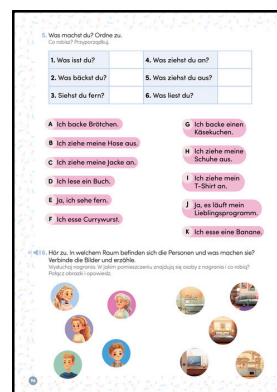 5. Was machst du? Ordne zu.
Co robisz? Przyporządkuj.
1. Was isst du?
4. Was ziehst du an?
2. Was bäckst du?
5. Was ziehst du aus?
3. Siehst du fern?
6. Was liest du?
A Ich backe Brötchen.
B Ich ziehe meine Hose aus.
C Ich ziehe meine Jacke an.
D Ich lese ein Buch.
E Ja, ich sehe fern.
F Ich esse Currywurst.
G Ich backe einen
Käsekuchen.
H Ich ziehe meine
Schuhe aus.
I Ich ziehe mein
T-Shirt an.
J Ja, es läuft mein
Lieblingsprogramm.
K Ich esse eine Banane.
6. Hör zu. In welchem Raum befinden sich die Personen und was machen sie?
Verbinde die Bilder und erzähle.
Wysłuchaj nagrania. W jakim pomieszczeniu znajdują się osoby z nagrania i co robią?
Połącz obrazki i opowiedz.
96